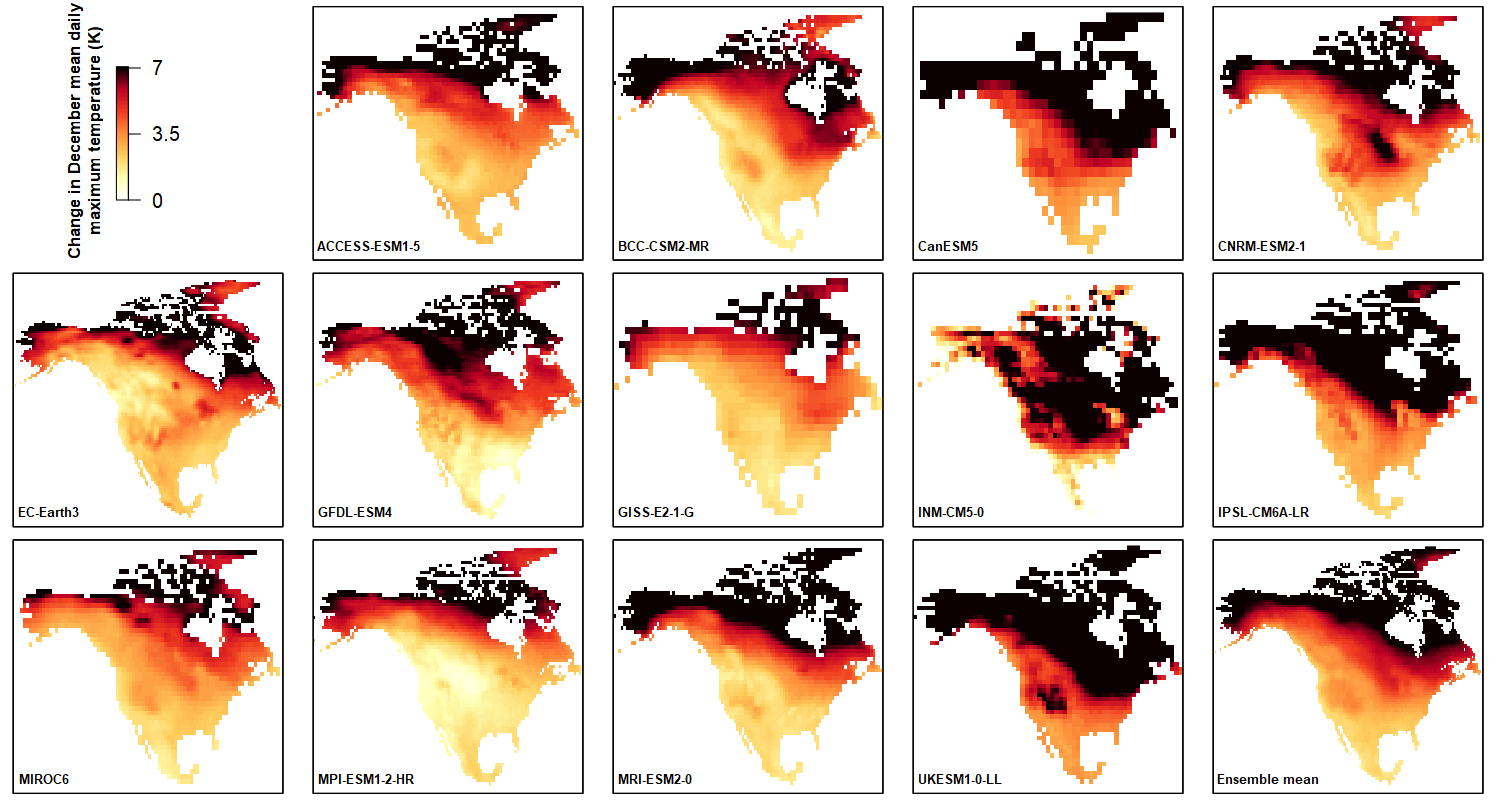 Change in December mean daily
maximum temperature (K)
7
3.5
0
ACCESS-ESM1-5
BCC-CSM2-MR
CanESM5
CNRM-ESM2-1
EC-Earth3
GFDL-ESM4
GISS-E2-1-G
INM-CM5-0
IPSL-CM6A-LR
MIROC6
MPI-ESM1-2-HR
MRI-ESM2-0
UKESM1-0-LL
Ensemble mean